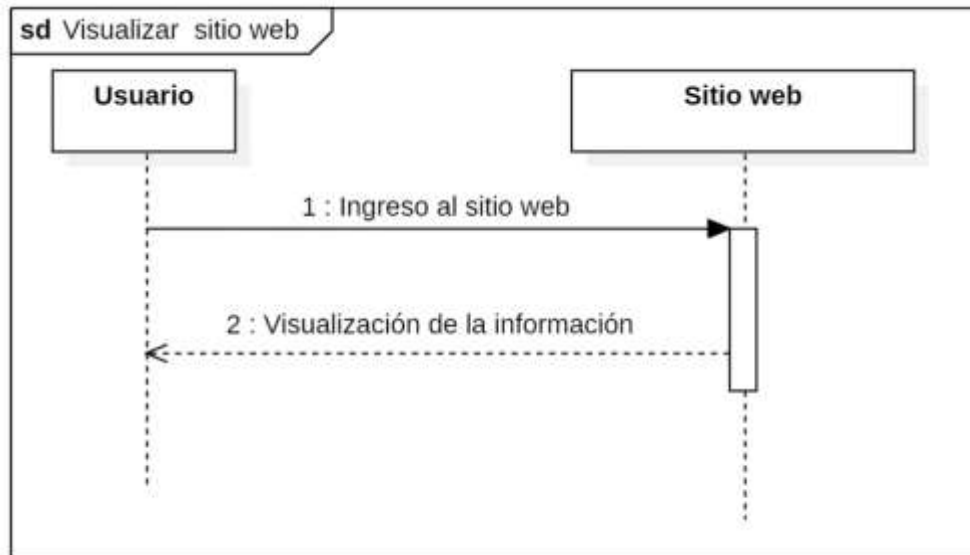 sd Visualizar sitio web
Usuario
Sitio web
1 : Ingreso al sitio web
2 : Visualización de la información